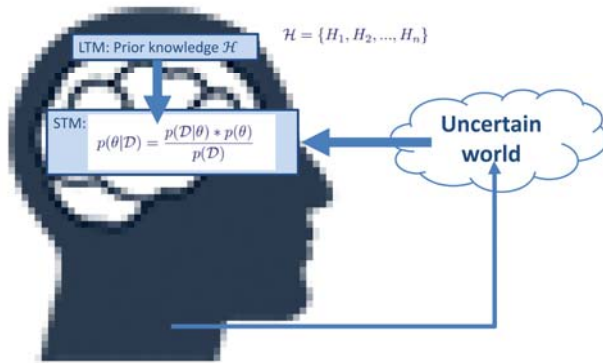 LTM: Prior knowledge ℋ
ℋ = {H₁, H₂, ..., Hₙ}
STM:
p(θ|𝒟) = p(𝒟|θ) * p(θ) / p(𝒟)
Uncertain
world